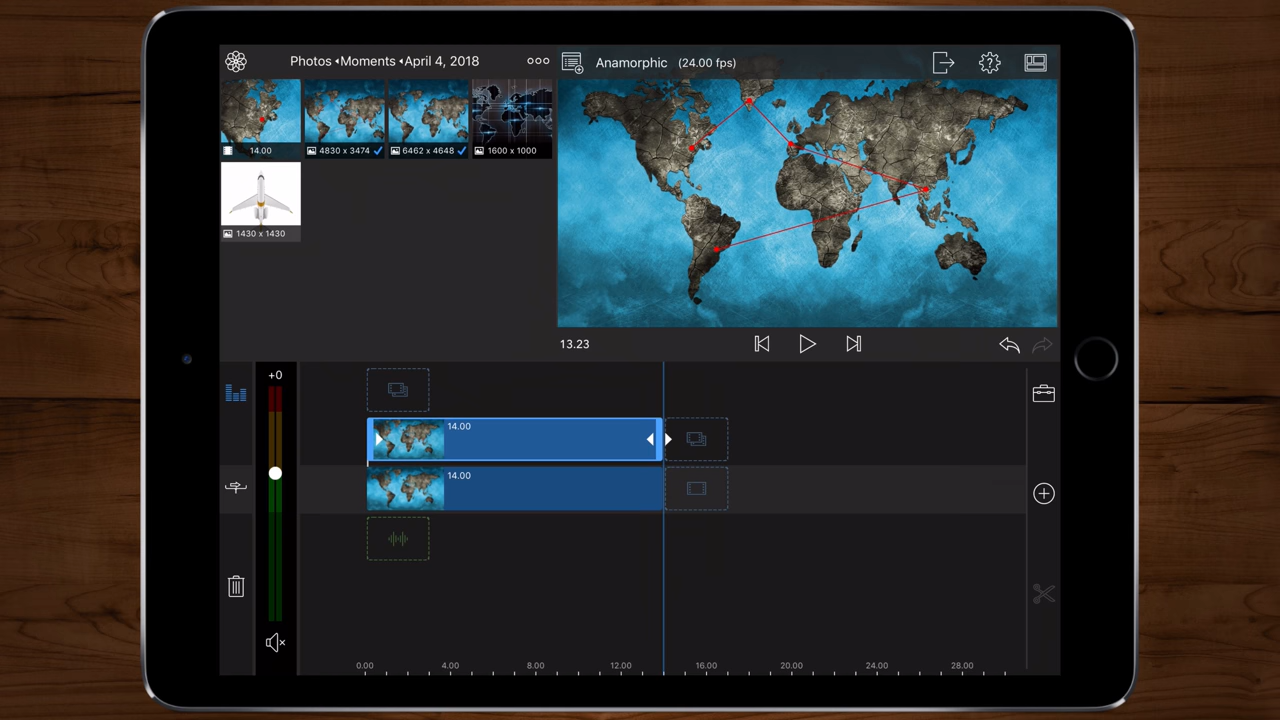 Photos ◂ Moments ◂ April 4, 2018
Anamorphic (24.00 fps)
14.00
4830 x 3474
6462 x 4648
1600 x 1000
1430 x 1430
13.23
+0
14.00
14.00
0.00 4.00 8.00 12.00 16.00 20.00 24.00 28.00